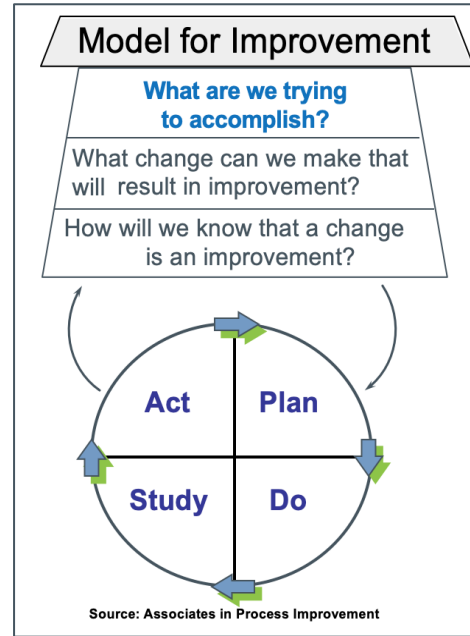 Model for Improvement
What are we trying
to accomplish?
What change can we make that
will result in improvement?
How will we know that a change
is an improvement?
Act
Plan
Study
Do
Source: Associates in Process Improvement